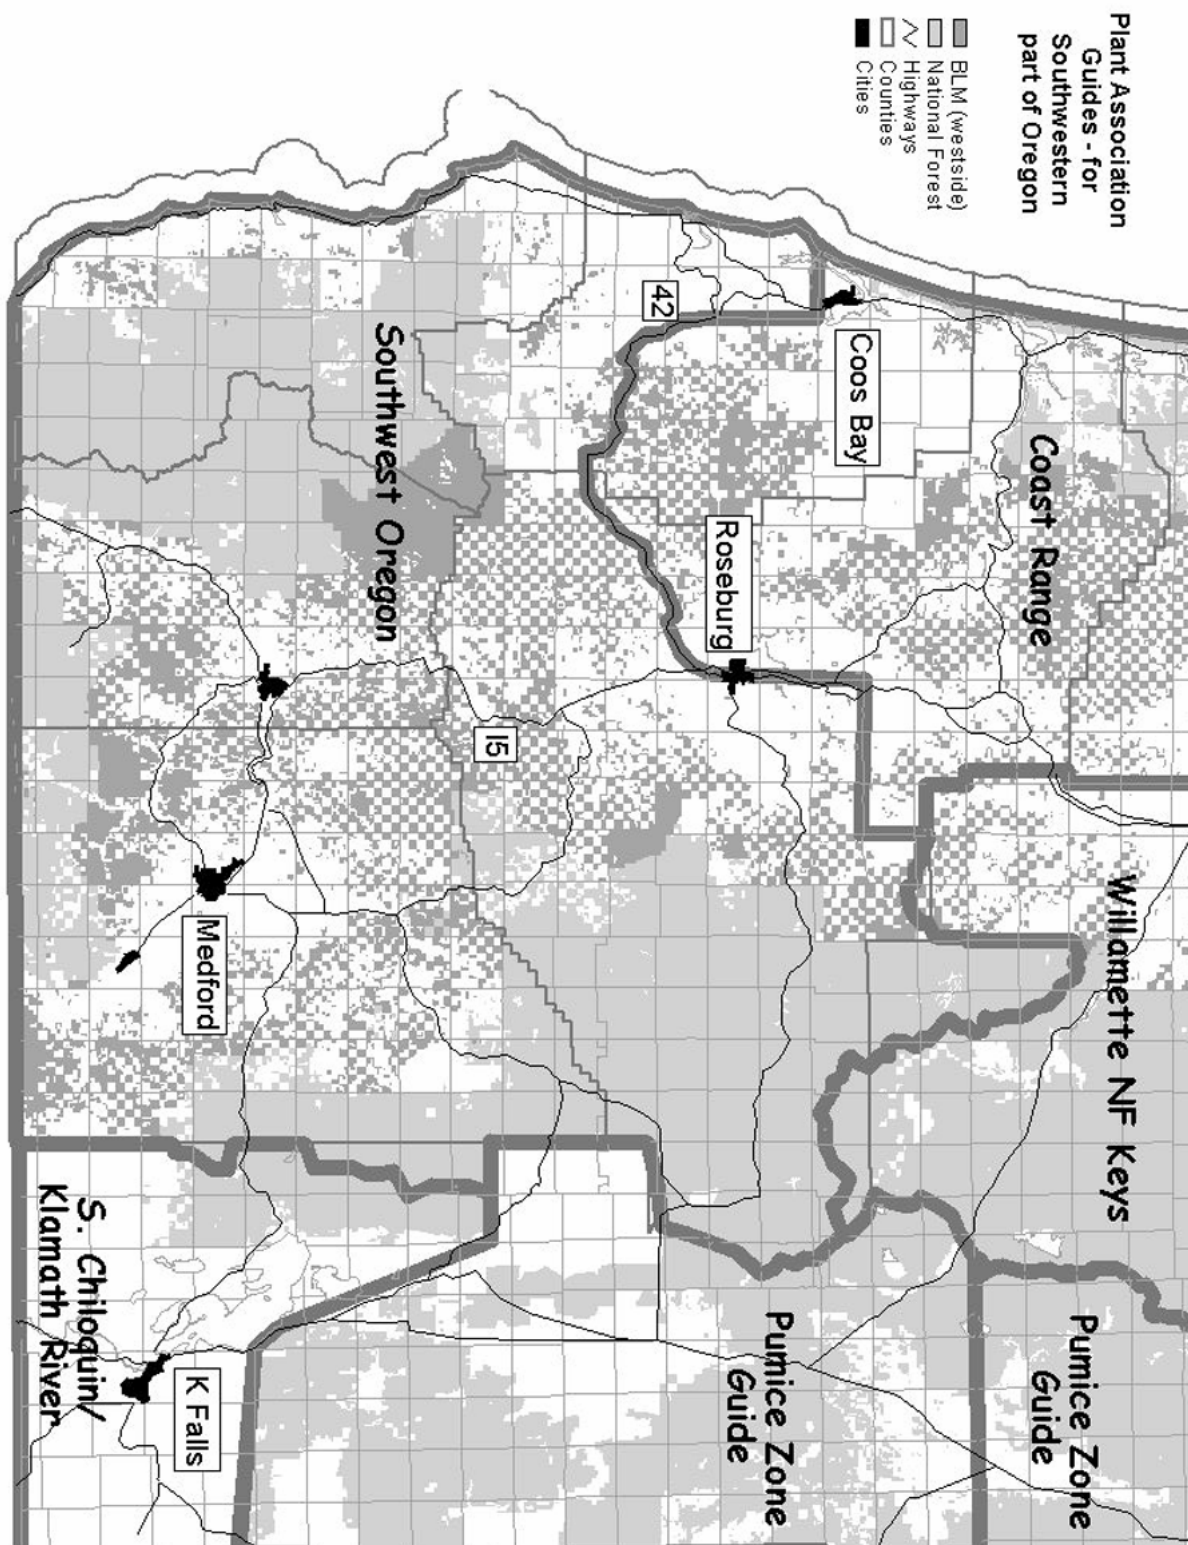 Plant Association
Guides - for
Southwestern
part of Oregon
BLM (westside)
National Forest
Highways
Counties
Cities
Coast Range
Willamette NF Keys
Pumice Zone
Guide
Coos Bay
Roseburg
Pumice Zone
Guide
42
I5
Southwest Oregon
Medford
K Falls
S. Chiloquin/
Klamath River